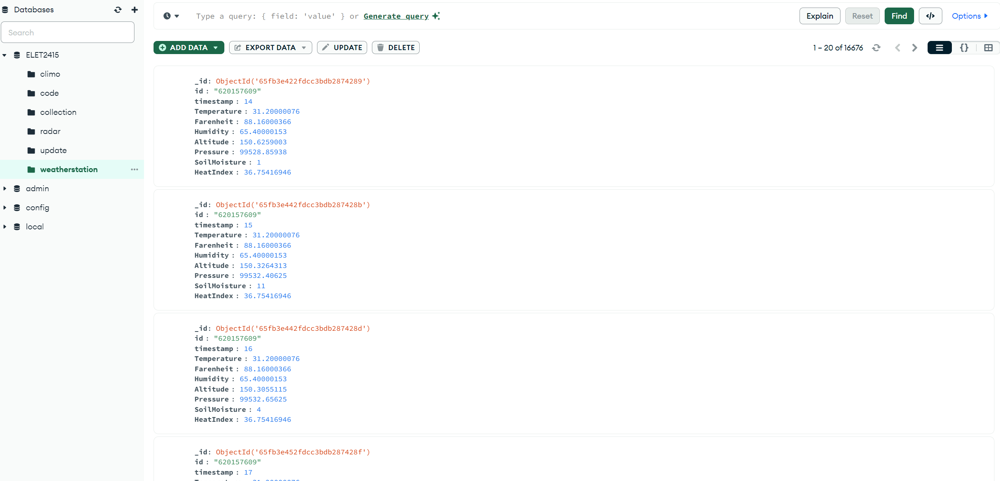 Databases
Search
ELET2415
climo
code
collection
radar
update
weatherstation
admin
config
local
Type a query: { field: 'value' } or Generate query
Explain
Reset
Find
</>
Options
ADD DATA
EXPORT DATA
UPDATE
DELETE
1 – 20 of 16676
{}
_id: ObjectId('65fb3e422fdcc3bdb2874289')
id : "620157609"
timestamp : 14
Temperature : 31.20000076
Farenheit : 88.16000366
Humidity : 65.40000153
Altitude : 150.6259003
Pressure : 99528.85938
SoilMoisture : 1
HeatIndex : 36.75416946
_id: ObjectId('65fb3e442fdcc3bdb287428b')
id : "620157609"
timestamp : 15
Temperature : 31.20000076
Farenheit : 88.16000366
Humidity : 65.40000153
Altitude : 150.3264313
Pressure : 99532.40625
SoilMoisture : 11
HeatIndex : 36.75416946
_id: ObjectId('65fb3e442fdcc3bdb287428d')
id : "620157609"
timestamp : 16
Temperature : 31.20000076
Farenheit : 88.16000366
Humidity : 65.40000153
Altitude : 150.3055115
Pressure : 99532.65625
SoilMoisture : 4
HeatIndex : 36.75416946
_id: ObjectId('65fb3e452fdcc3bdb287428f')
id : "620157609"
timestamp : 17